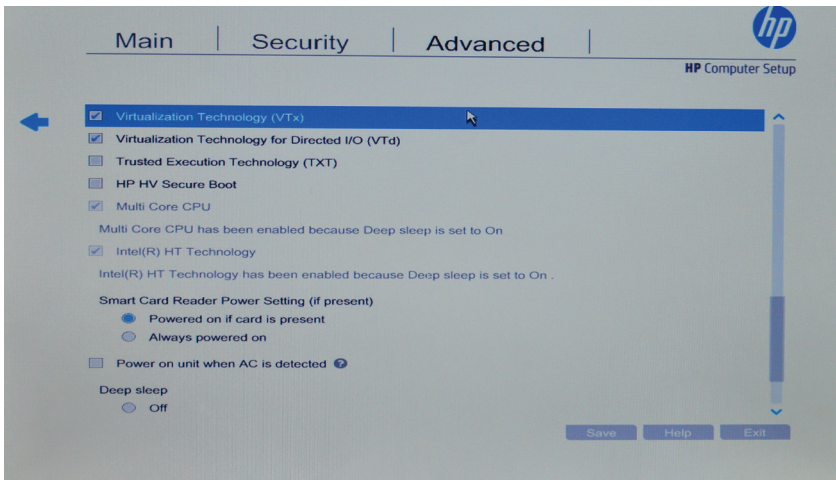 hp
Main
Security
Advanced
HP Computer Setup
Virtualization Technology (VTx)
Virtualization Technology for Directed I/O (VTd)
Trusted Execution Technology (TXT)
HP HV Secure Boot
Multi Core CPU
Multi Core CPU has been enabled because Deep sleep is set to On
Intel(R) HT Technology
Intel(R) HT Technology has been enabled because Deep sleep is set to On .
Smart Card Reader Power Setting (if present)
Powered on if card is present
Always powered on
Power on unit when AC is detected ?
Deep sleep
Off
Save Help Exit